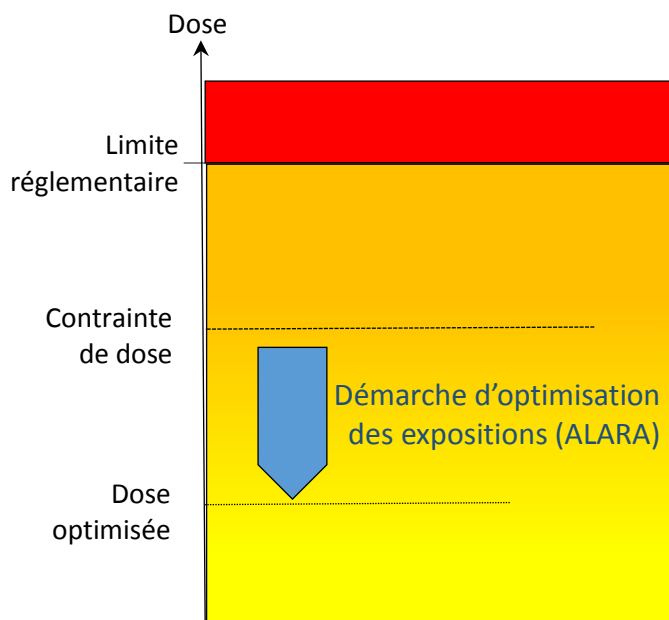 Dose
Limite
réglementaire
Contrainte
de dose
Démarche d’optimisation
des expositions (ALARA)
Dose
optimisée